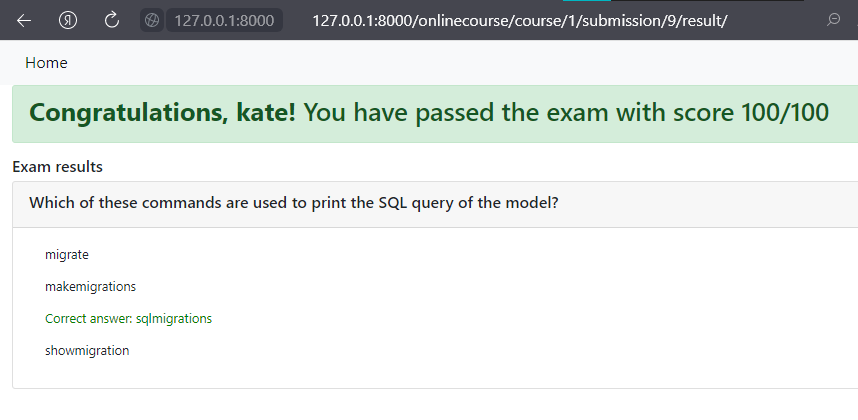 127.0.0.1:8000 127.0.0.1:8000/onlinecourse/course/1/submission/9/result/
Home
Congratulations, kate! You have passed the exam with score 100/100
Exam results
Which of these commands are used to print the SQL query of the model?
migrate
makemigrations
Correct answer: sqlmigrations
showmigration